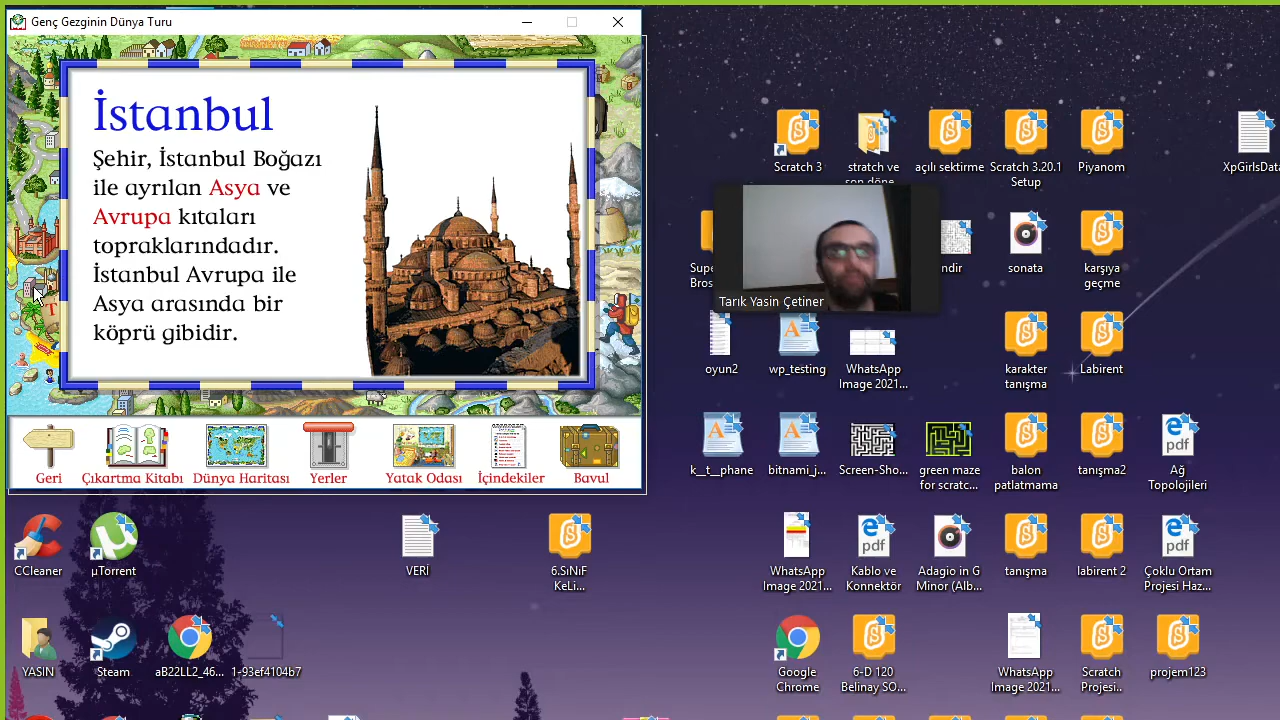 Genç Gezginin Dünya Turu
İstanbul
Şehir, İstanbul Boğazı
ile ayrılan Asya ve
Avrupa kıtaları
topraklarındadır.
İstanbul Avrupa ile
Asya arasında bir
köprü gibidir.
Geri
Çıkartma Kitabı
Dünya Haritası
Yerler
Yatak Odası
İçindekiler
Bavul
Scratch 3
stratch ve
son döne...
açılı sektirme
Scratch 3.20.1
Setup
Piyanom
XpGirlsData
Tarık Yasin Çetiner
sonata
karşıya
geçme
oyun2
wp_testing
WhatsApp
Image 2021...
karakter
tanışma
Labirent
k__t__phane
bitnami_j...
Screen-Sho...
green maze
for scratc...
balon
patlatmama
tanışma2
Ağ
Topolojileri
CCleaner
µTorrent
VERİ
6.SıNıF
KeLi...
WhatsApp
Image 2021...
Kablo ve
Konnektör
Adagio in G
Minor (Alb...
tanışma
labirent 2
Çoklu Ortam
Projesi Haz...
YASIN
Steam
aB22LL2_46...
1-93ef4104b7
Google
Chrome
6-D 120
Belinay SO...
WhatsApp
Image 2021...
Scratch
Projesi..
projem123